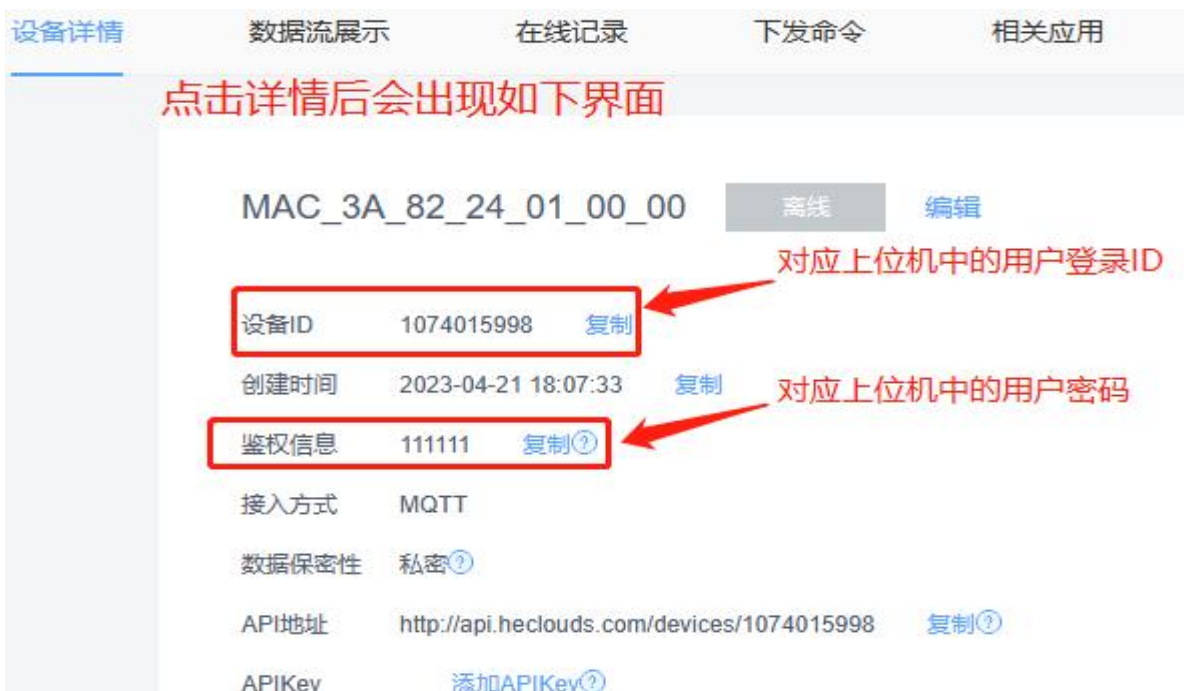 设备详情 数据流展示 在线记录 下发命令 相关应用
点击详情后会出现如下界面
MAC_3A_82_24_01_00_00 离线 编辑
对应上位机中的用户登录ID
设备ID 1074015998 复制
创建时间 2023-04-21 18:07:33 复制
对应上位机中的用户密码
鉴权信息 111111 复制?
接入方式 MQTT
数据保密性 私密?
API地址 http://api.heclouds.com/devices/1074015998 复制?
APIKey 添加APIKey?